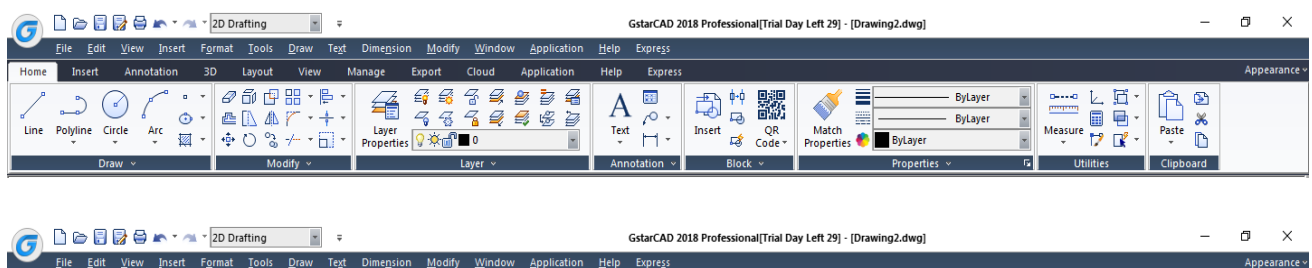 2D Drafting GstarCAD 2018 Professional[Trial Day Left 29] - [Drawing2.dwg]
File Edit View Insert Format Tools Draw Text Dimension Modify Window Application Help Express
Home Insert Annotation 3D Layout View Manage Export Cloud Application Help Express Appearance
ByLayer
ByLayer
Line Polyline Circle Arc Layer Properties 0 Text Insert QR Code Match Properties ByLayer Measure Paste
Draw Modify Layer Annotation Block Properties Utilities Clipboard
2D Drafting GstarCAD 2018 Professional[Trial Day Left 29] - [Drawing2.dwg]
File Edit View Insert Format Tools Draw Text Dimension Modify Window Application Help Express Appearance